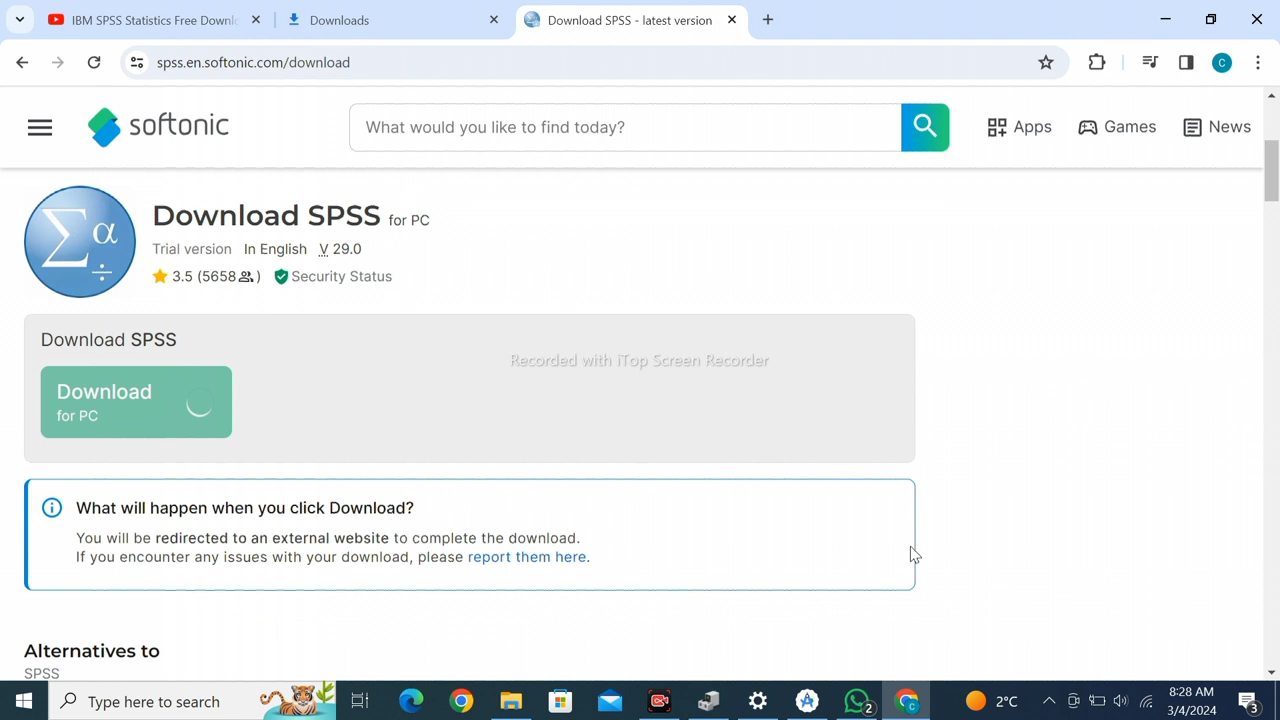 IBM SPSS Statistics Free Downl
Downloads
Download SPSS - latest version
spss.en.softonic.com/download
C
softonic
What would you like to find today?
Apps
Games
News
Σα÷
Download SPSS for PC
Trial version In English V 29.0
3.5 (5658 )
Security Status
Download SPSS
Recorded with iTop Screen Recorder
Download
for PC
What will happen when you click Download?
You will be redirected to an external website to complete the download.
If you encounter any issues with your download, please report them here.
Alternatives to
SPSS
Type here to search
2
C
2°C
8:28 AM
3/4/2024
3